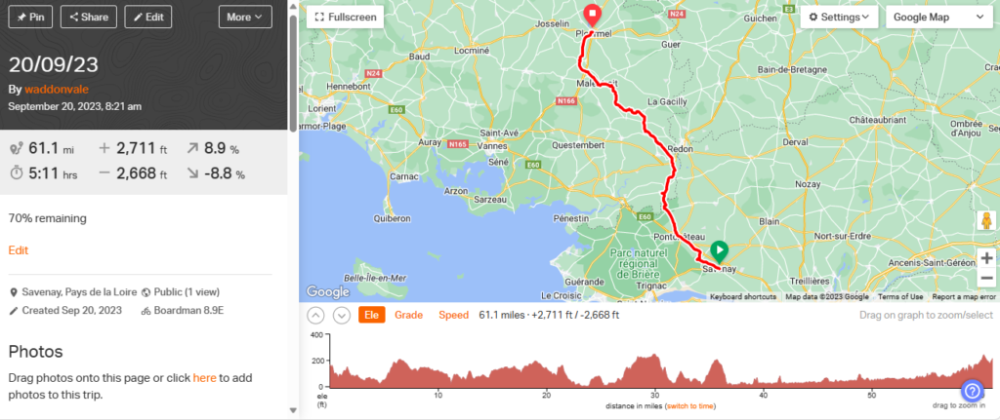 Pin Share Edit More
20/09/23
By waddonvale
September 20, 2023, 8:21 am
61.1 mi + 2,711 ft 8.9 %
5:11 hrs − 2,668 ft -8.8 %
70% remaining
Edit
Savenay, Pays de la Loire Public (1 view)
Created Sep 20, 2023 Boardman 8.9E
Photos
Drag photos onto this page or click here to add
photos to this trip.
Fullscreen
Settings
Google Map
Josselin
N24
Guichen
Baud
Guer
Locminé
Bain-de-Bretagne
N24
Hennebont
N166
La Gacilly
Lorient
E60
Châteaubriant
Ombrée
d'Anjou
Saint-Avé
Auray
N165
Vannes
Questembert
Redon
Derval
Séné
E60
Carnac
Arzon
Sarzeau
Nozay
Quiberon
Pénestin
E60
Blain
Nort-sur-Erdre
Parc naturel
régional
de Brière
Savenay
Ancenis-Saint-Géréon
Belle-Île-en-Mer
Guérande
Trignac
Treillières
Le Croisic
Google
Keyboard shortcuts Map data ©2023 Google Terms of Use Report a map error
Ele Grade Speed 61.1 miles · +2,711 ft / -2,668 ft Drag on graph to zoom/select
400
200
0
ele
(ft)
10 20 30 40 50
distance in miles (switch to time)
drag to zoom in
?